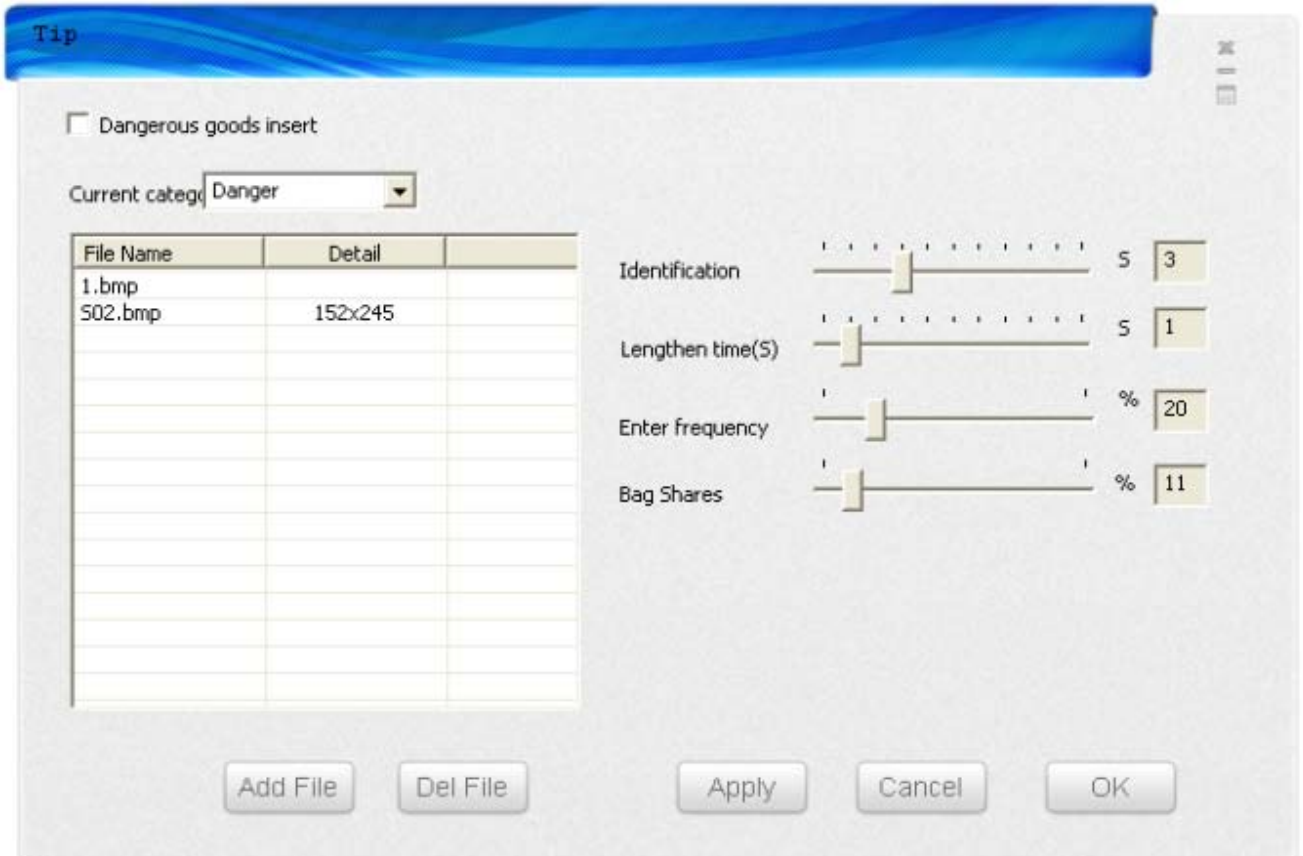 Tip
Dangerous goods insert
Current catego Danger
File Name Detail
1.bmp
S02.bmp 152x245
Identification S 3
Lengthen time(S) S 1
Enter frequency % 20
Bag Shares % 11
Add File Del File Apply Cancel OK